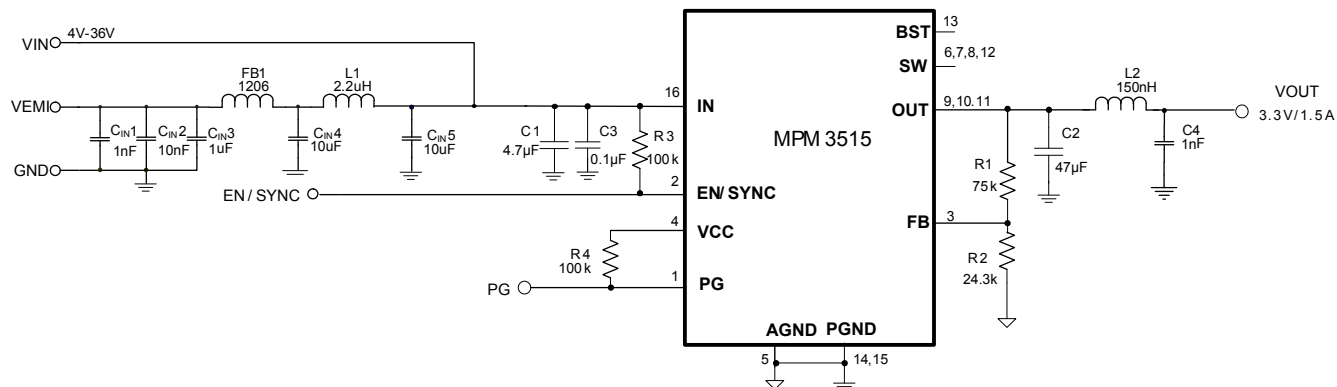 4V-36V
VIN
FB1
1206
L1
2.2uH
VEMI
CIN1
1nF
CIN2
10nF
CIN3
1uF
CIN4
10uF
CIN5
10uF
GND
C1
4.7µF
C3
0.1µF
R3
100k
EN/SYNC
R4
100k
PG
MPM3515
16
IN
2
EN/SYNC
4
VCC
1
PG
BST
13
SW
6,7,8,12
OUT
9,10.11
FB
3
AGND
PGND
5
14,15
R1
75k
R2
24.3k
C2
47µF
L2
150nH
C4
1nF
VOUT
3.3V/1.5A